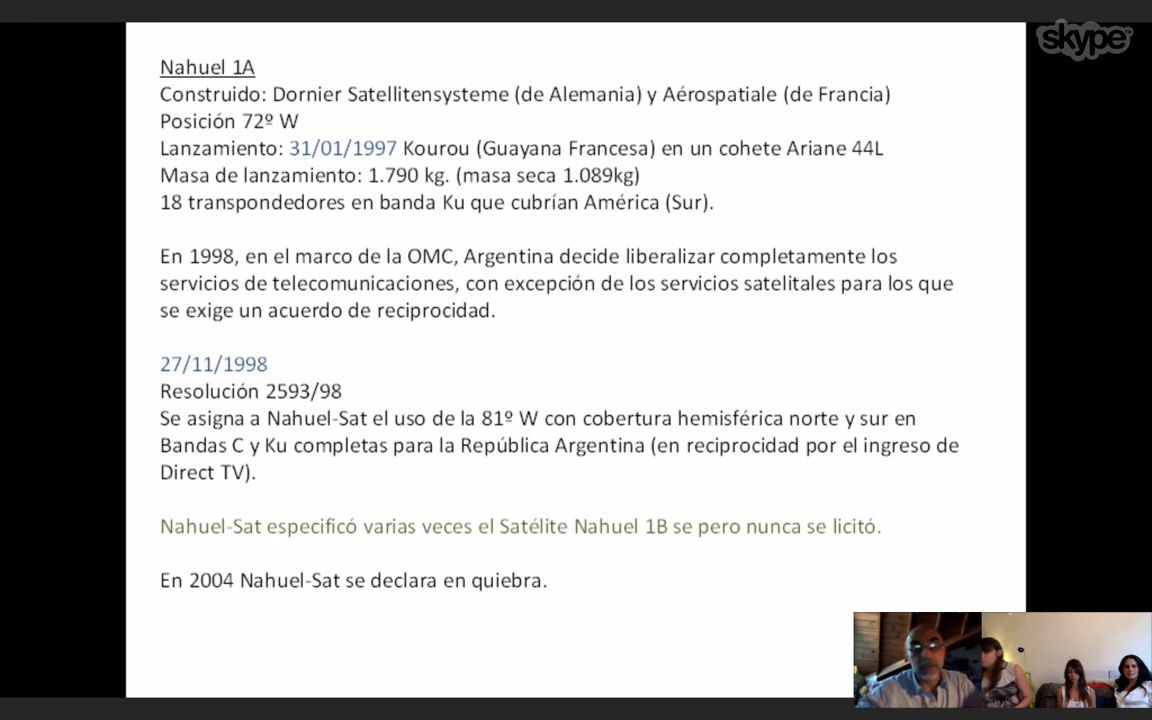 skype™
Nahuel 1A
Construido: Dornier Satellitensysteme (de Alemania) y Aérospatiale (de Francia)
Posición 72º W
Lanzamiento: 31/01/1997 Kourou (Guayana Francesa) en un cohete Ariane 44L
Masa de lanzamiento: 1.790 kg. (masa seca 1.089kg)
18 transpondedores en banda Ku que cubrían América (Sur).
En 1998, en el marco de la OMC, Argentina decide liberalizar completamente los
servicios de telecomunicaciones, con excepción de los servicios satelitales para los que
se exige un acuerdo de reciprocidad.
27/11/1998
Resolución 2593/98
Se asigna a Nahuel-Sat el uso de la 81º W con cobertura hemisférica norte y sur en
Bandas C y Ku completas para la República Argentina (en reciprocidad por el ingreso de
Direct TV).
Nahuel-Sat especificó varias veces el Satélite Nahuel 1B se pero nunca se licitó.
En 2004 Nahuel-Sat se declara en quiebra.